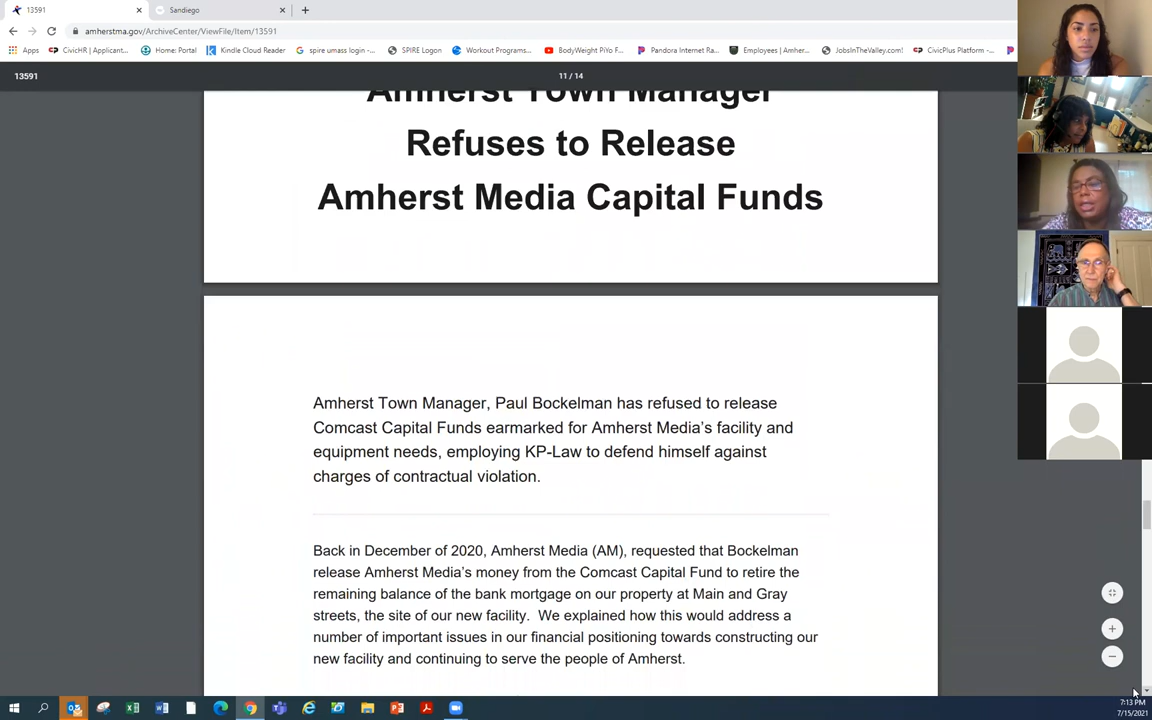 13591
Sandiego
amherstma.gov/ArchiveCenter/ViewFile/Item/13591
Apps
CivicHR | Applicant...
Home: Portal
Kindle Cloud Reader
spire umass login -...
SPIRE Logon
Workout Programs...
BodyWeight PiYo F...
Pandora Internet Ra...
Employees | Amher...
JobsInTheValley.com!
CivicPlus Platform -...
13591
11 / 14
Amherst Town Manager
Refuses to Release
Amherst Media Capital Funds
Amherst Town Manager, Paul Bockelman has refused to release
Comcast Capital Funds earmarked for Amherst Media's facility and
equipment needs, employing KP-Law to defend himself against
charges of contractual violation.
Back in December of 2020, Amherst Media (AM), requested that Bockelman
release Amherst Media's money from the Comcast Capital Fund to retire the
remaining balance of the bank mortgage on our property at Main and Gray
streets, the site of our new facility.  We explained how this would address a
number of important issues in our financial positioning towards constructing our
new facility and continuing to serve the people of Amherst.
7:13 PM
7/15/2021